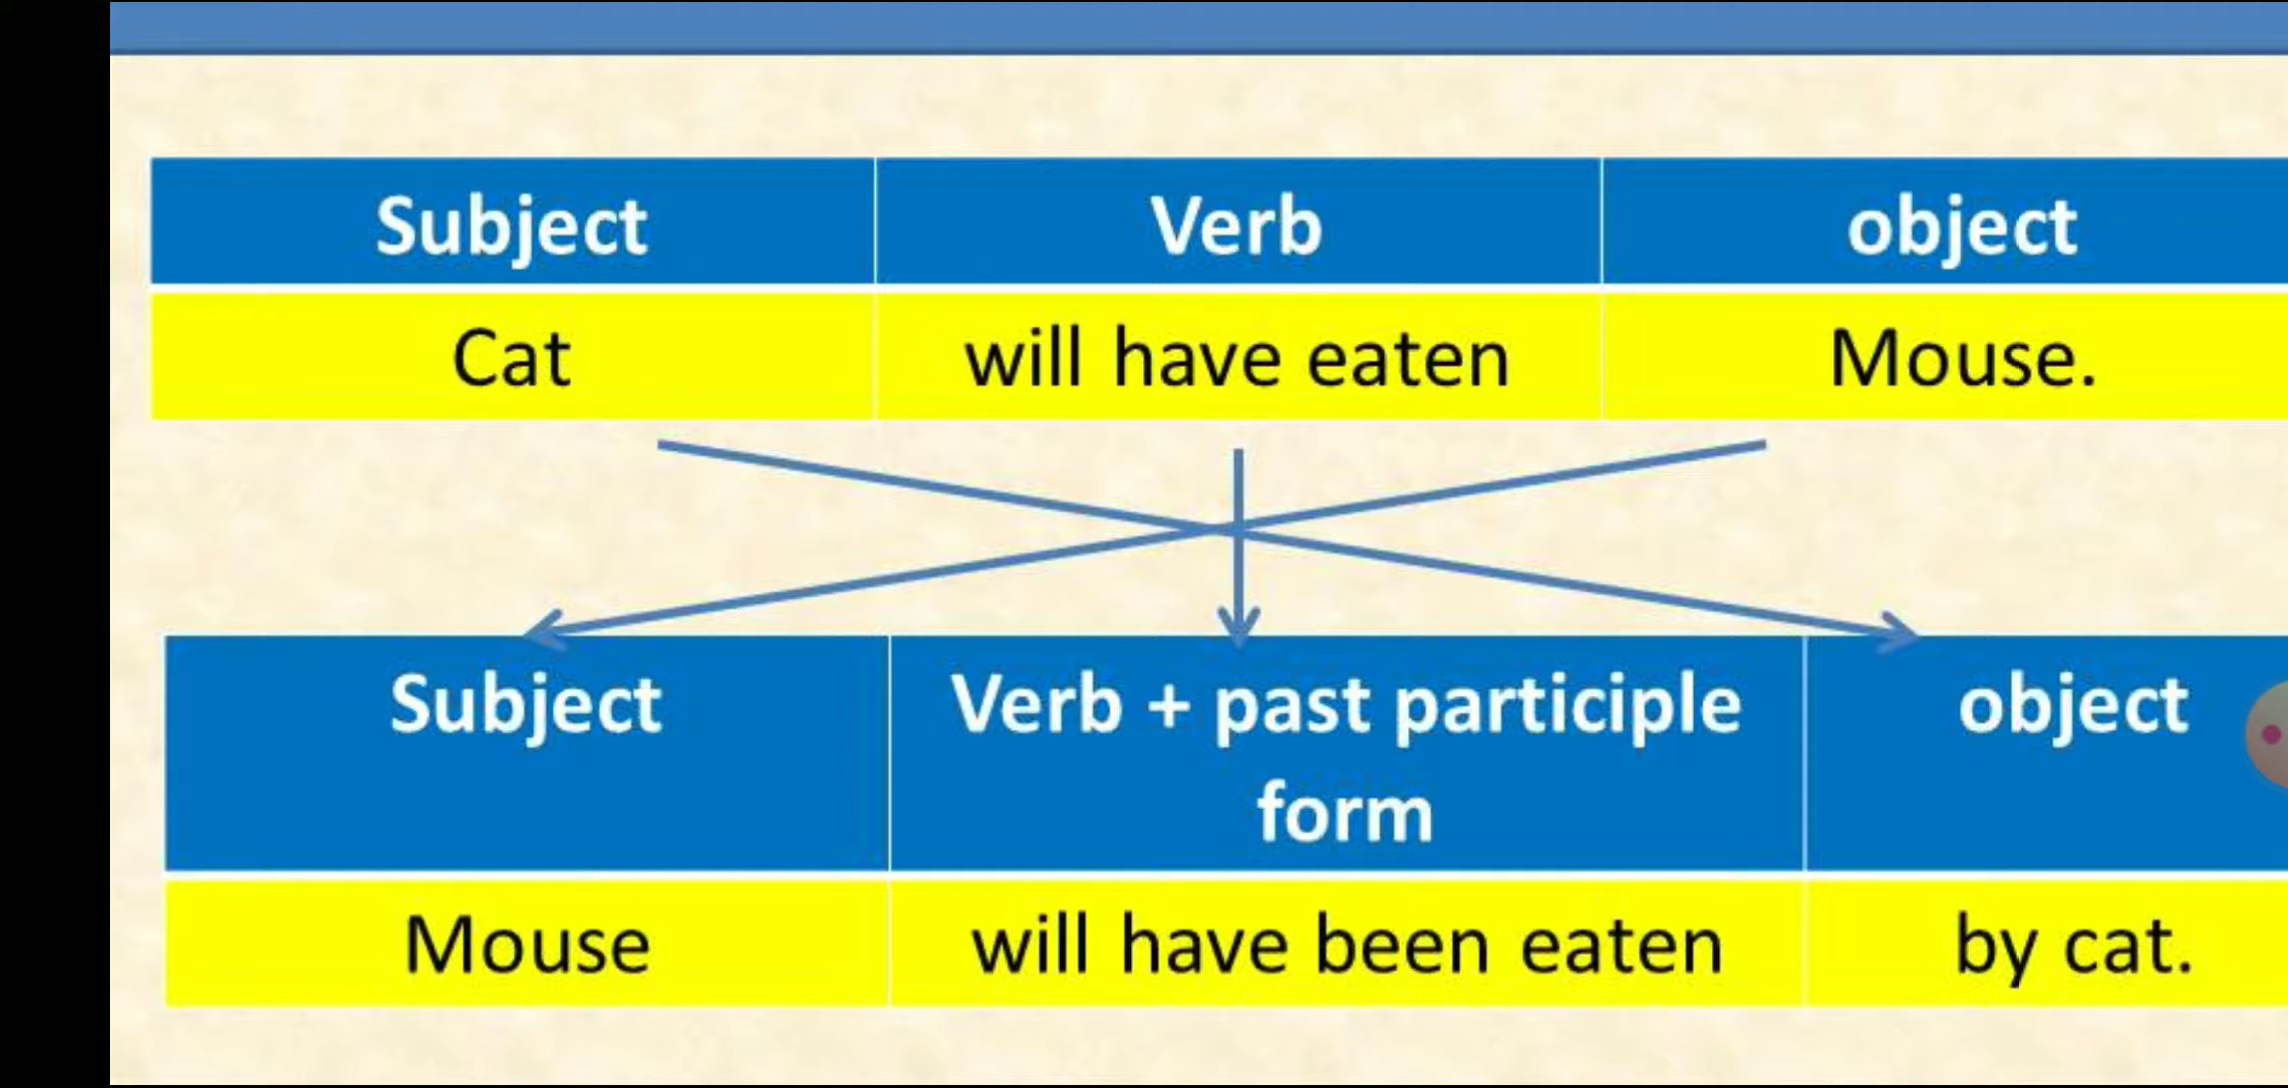 Subject Verb object
Cat will have eaten Mouse.
Subject Verb + past participle object
form
Mouse will have been eaten by cat.